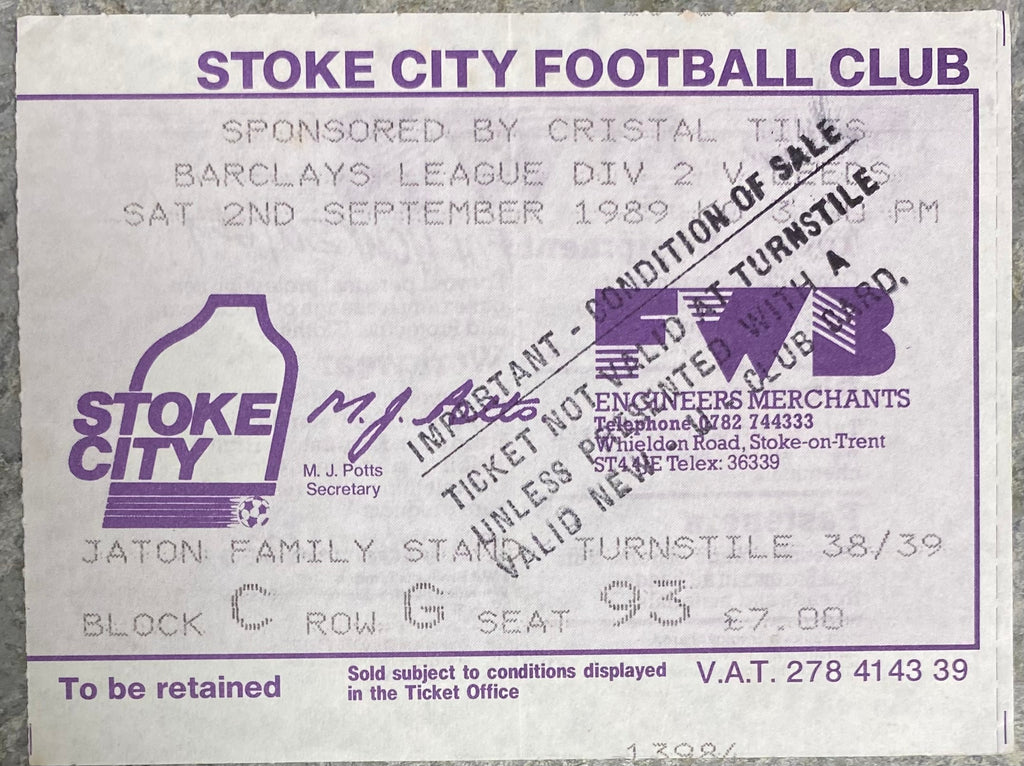 STOKE CITY FOOTBALL CLUB
SPONSORED BY CRISTAL TILES
BARCLAYS LEAGUE DIV 2 V LEEDS
SAT 2ND SEPTEMBER 1989 PM
IMPORTANT - CONDITION OF SALE
TICKET NOT VALID AT TURNSTILE
UNLESS PRESENTED WITH A
VALID NEW CLUB CARD.
STOKE
CITY
M. J. Potts
M. J. Potts
Secretary
FWB
ENGINEERS MERCHANTS
Telephone 0782 744333
Whieldon Road, Stoke-on-Trent
Telex: 36339
JATON FAMILY STAND TURNSTILE 38/39
BLOCK C ROW G SEAT 93 £7.00
To be retained
Sold subject to conditions displayed
in the Ticket Office
V.A.T. 278 4143 39